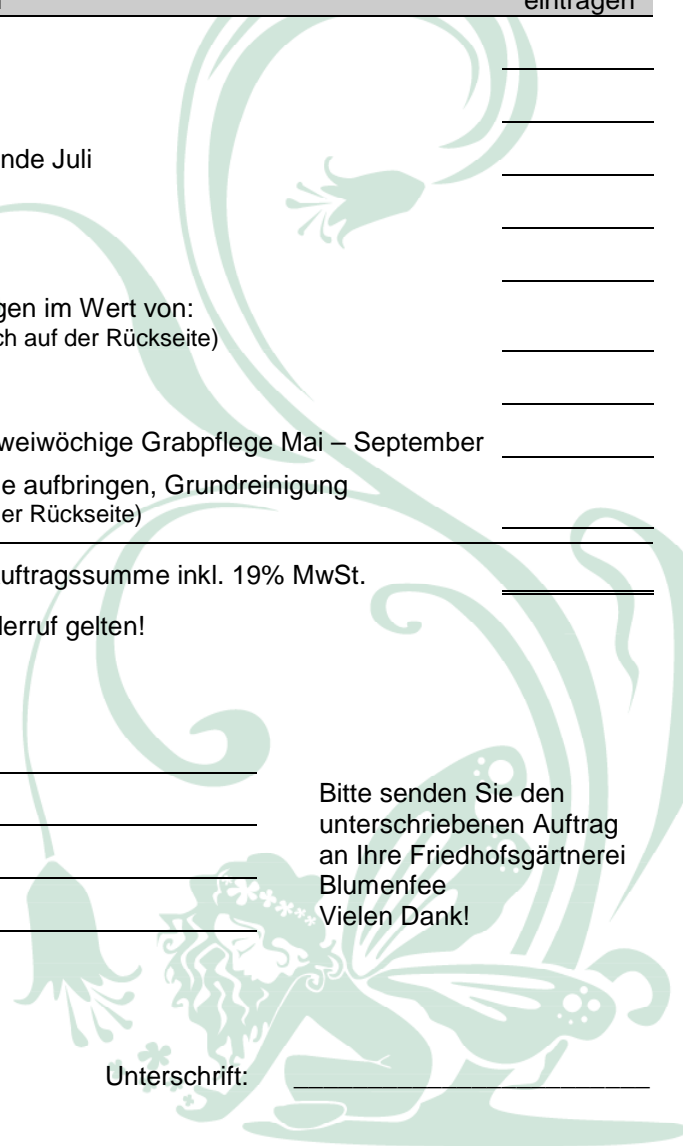 eintragen
nde Juli
gen im Wert von:
ch auf der Rückseite)
weiwöchige Grabpflege Mai – September
e aufbringen, Grundreinigung
er Rückseite)
uftragssumme inkl. 19% MwSt.
erruf gelten!
Bitte senden Sie den
unterschriebenen Auftrag
an Ihre Friedhofsgärtnerei
Blumenfee
Vielen Dank!
Unterschrift: